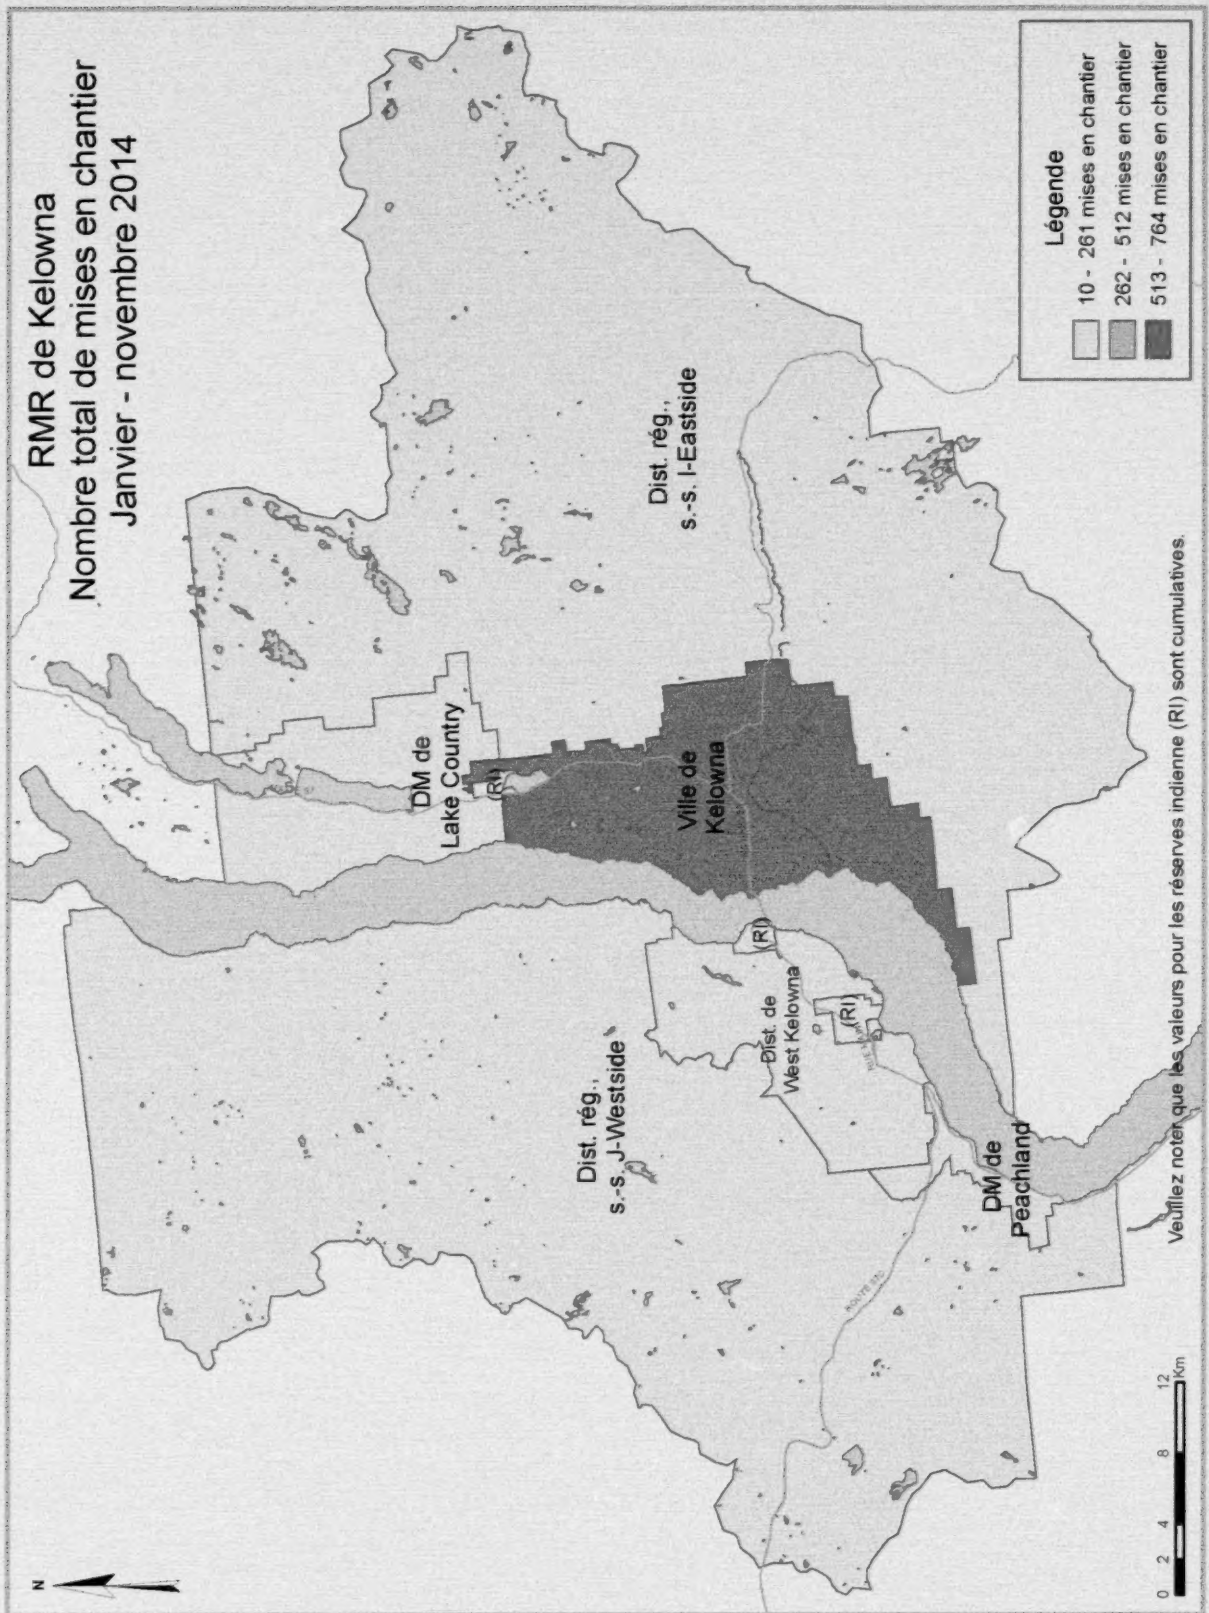 RMR de Kelowna
Nombre total de mises en chantier
Janvier - novembre 2014
N
DM de
Lake Country
(RI)
Dist. rég.,
s.-s. J-Westside
Dist. rég.,
s.-s. I-Eastside
Ville de
Kelowna
(RI)
Dist. de
West Kelowna
(RI)
DM de
Peachland
Légende
10 - 261 mises en chantier
262 - 512 mises en chantier
513 - 764 mises en chantier
0 2 4 8 12
Km
Veuillez noter que les valeurs pour les réserves indienne (RI) sont cumulatives.